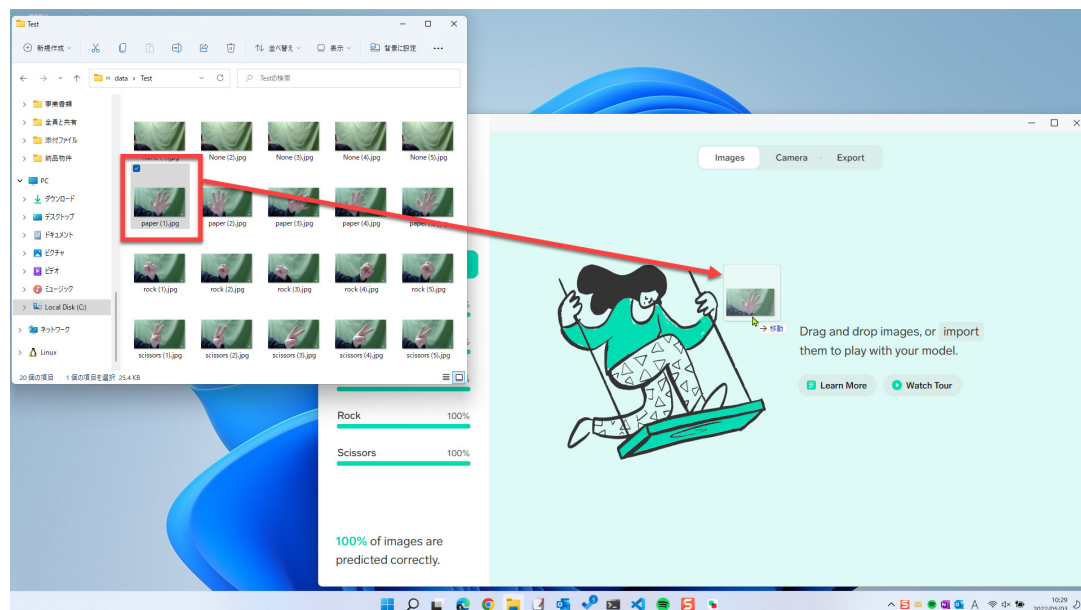 Test
新規作成
並べ替え
表示
背景に設定
« data › Test
Testの検索
事業書類
全員と共有
添付ファイル
納品物件
PC
ダウンロード
デスクトップ
ドキュメント
ピクチャ
ビデオ
ミュージック
Local Disk (C:)
ネットワーク
Linux
None (2).jpg
None (3).jpg
None (4).jpg
None (5).jpg
paper (1).jpg
paper (2).jpg
paper (3).jpg
paper (4).jpg
rock (1).jpg
rock (2).jpg
rock (3).jpg
rock (4).jpg
rock (5).jpg
scissors (1).jpg
scissors (2).jpg
scissors (3).jpg
scissors (4).jpg
scissors (5).jpg
20 個の項目
1 個の項目を選択 25.4 KB
Images
Camera
Export
→ 移動
Drag and drop images, or import
them to play with your model.
Learn More
Watch Tour
Rock 100%
Scissors 100%
100% of images are
predicted correctly.
A
10:29
2022/05/03